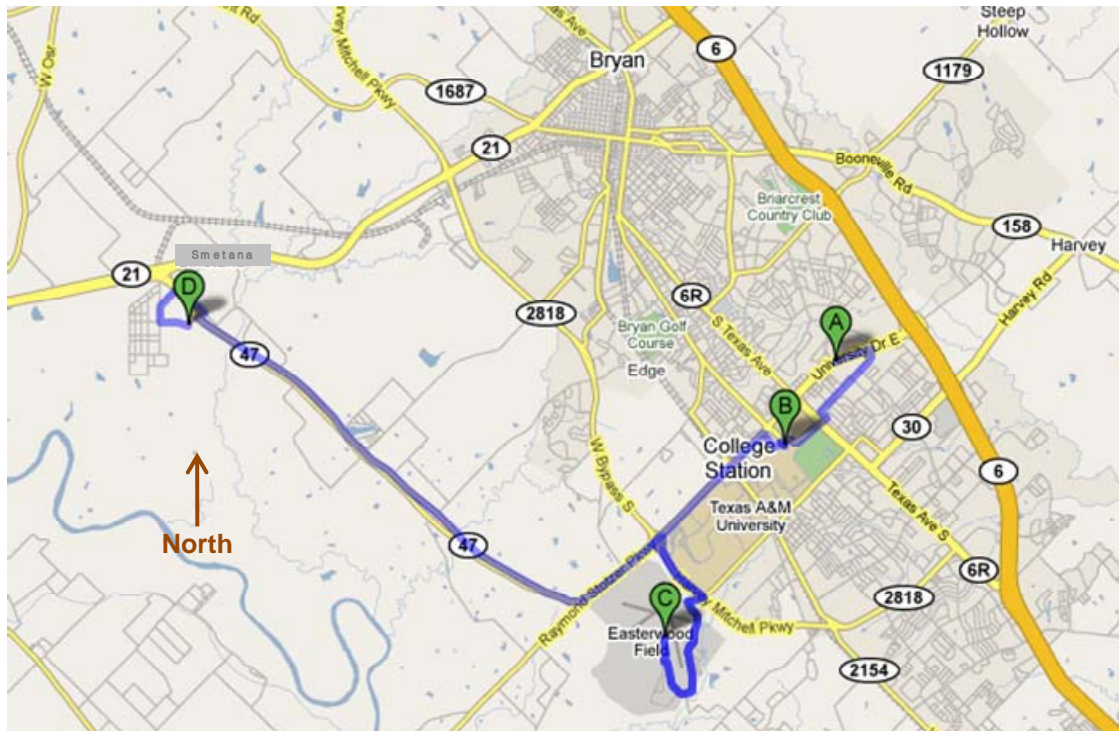 Steep
Hollow
W Osr
Bryan
6
1179
1687
21
Booneville Rd
Briarcrest
Country Club
158
Harvey
Smetana
21
D
6R
2818
Bryan Golf
Course
S Texas Ave
A
University Dr E
Harvey Rd
47
Edge
B
30
College
Station
W Bypass S
6
Texas A&M
University
Texas Ave S
North
47
Raymond Stotzer Pkwy
6R
2818
C
Mitchell Pkwy
Easterwood
Field
2154